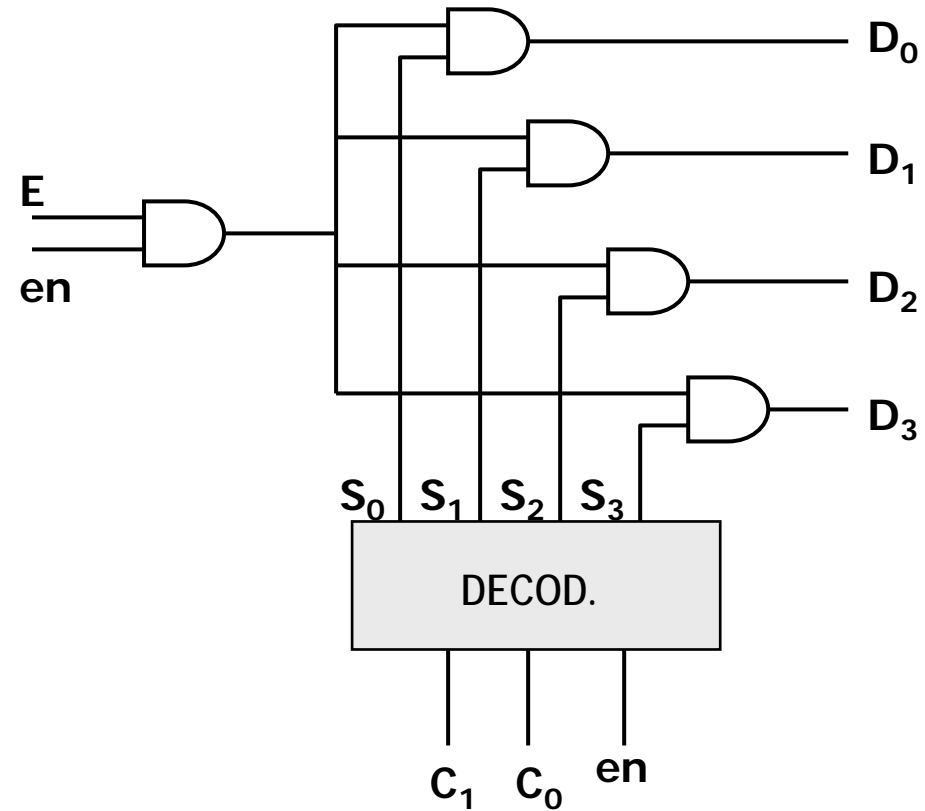 D₀
D₁
E
en
D₂
D₃
S₀ S₁ S₂ S₃
DECOD.
C₁ C₀ en